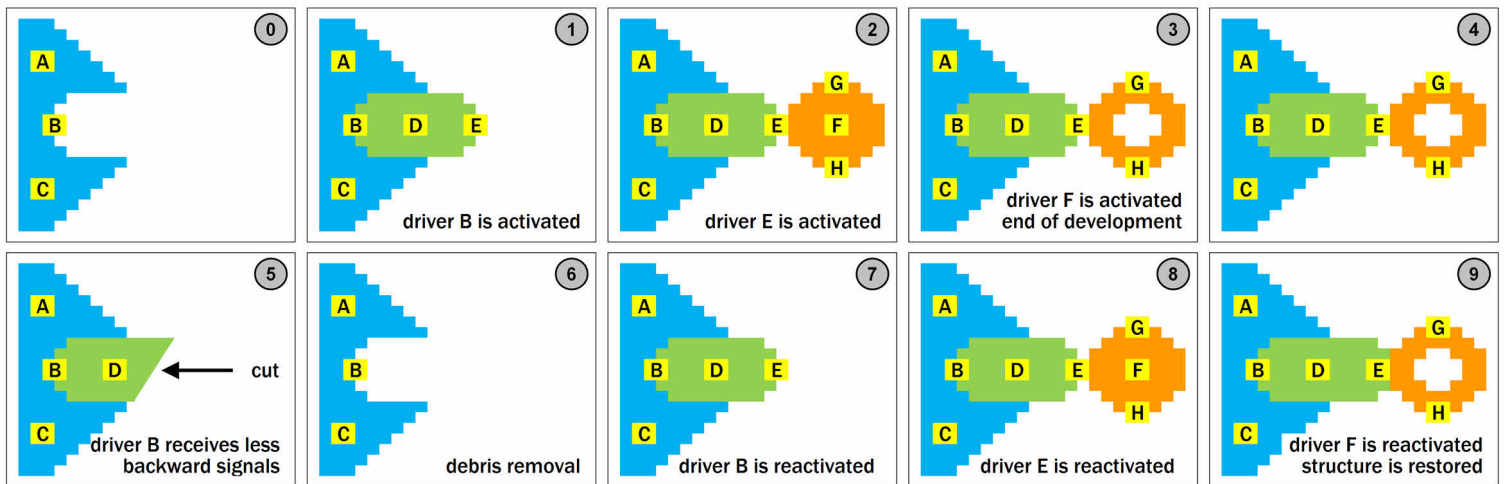 0
A
B
C
1
A
B D E
C
driver B is activated
2
A G
B D E F
C H
driver E is activated
3
A G
B D E
C H
driver F is activated
end of development
4
A G
B D E
C H
5
A
B D cut
C
driver B receives less
backward signals
6
A
B
C
debris removal
7
A
B D E
C
driver B is reactivated
8
A G
B D E F
C H
driver E is reactivated
9
A G
B D E
C H
driver F is reactivated
structure is restored